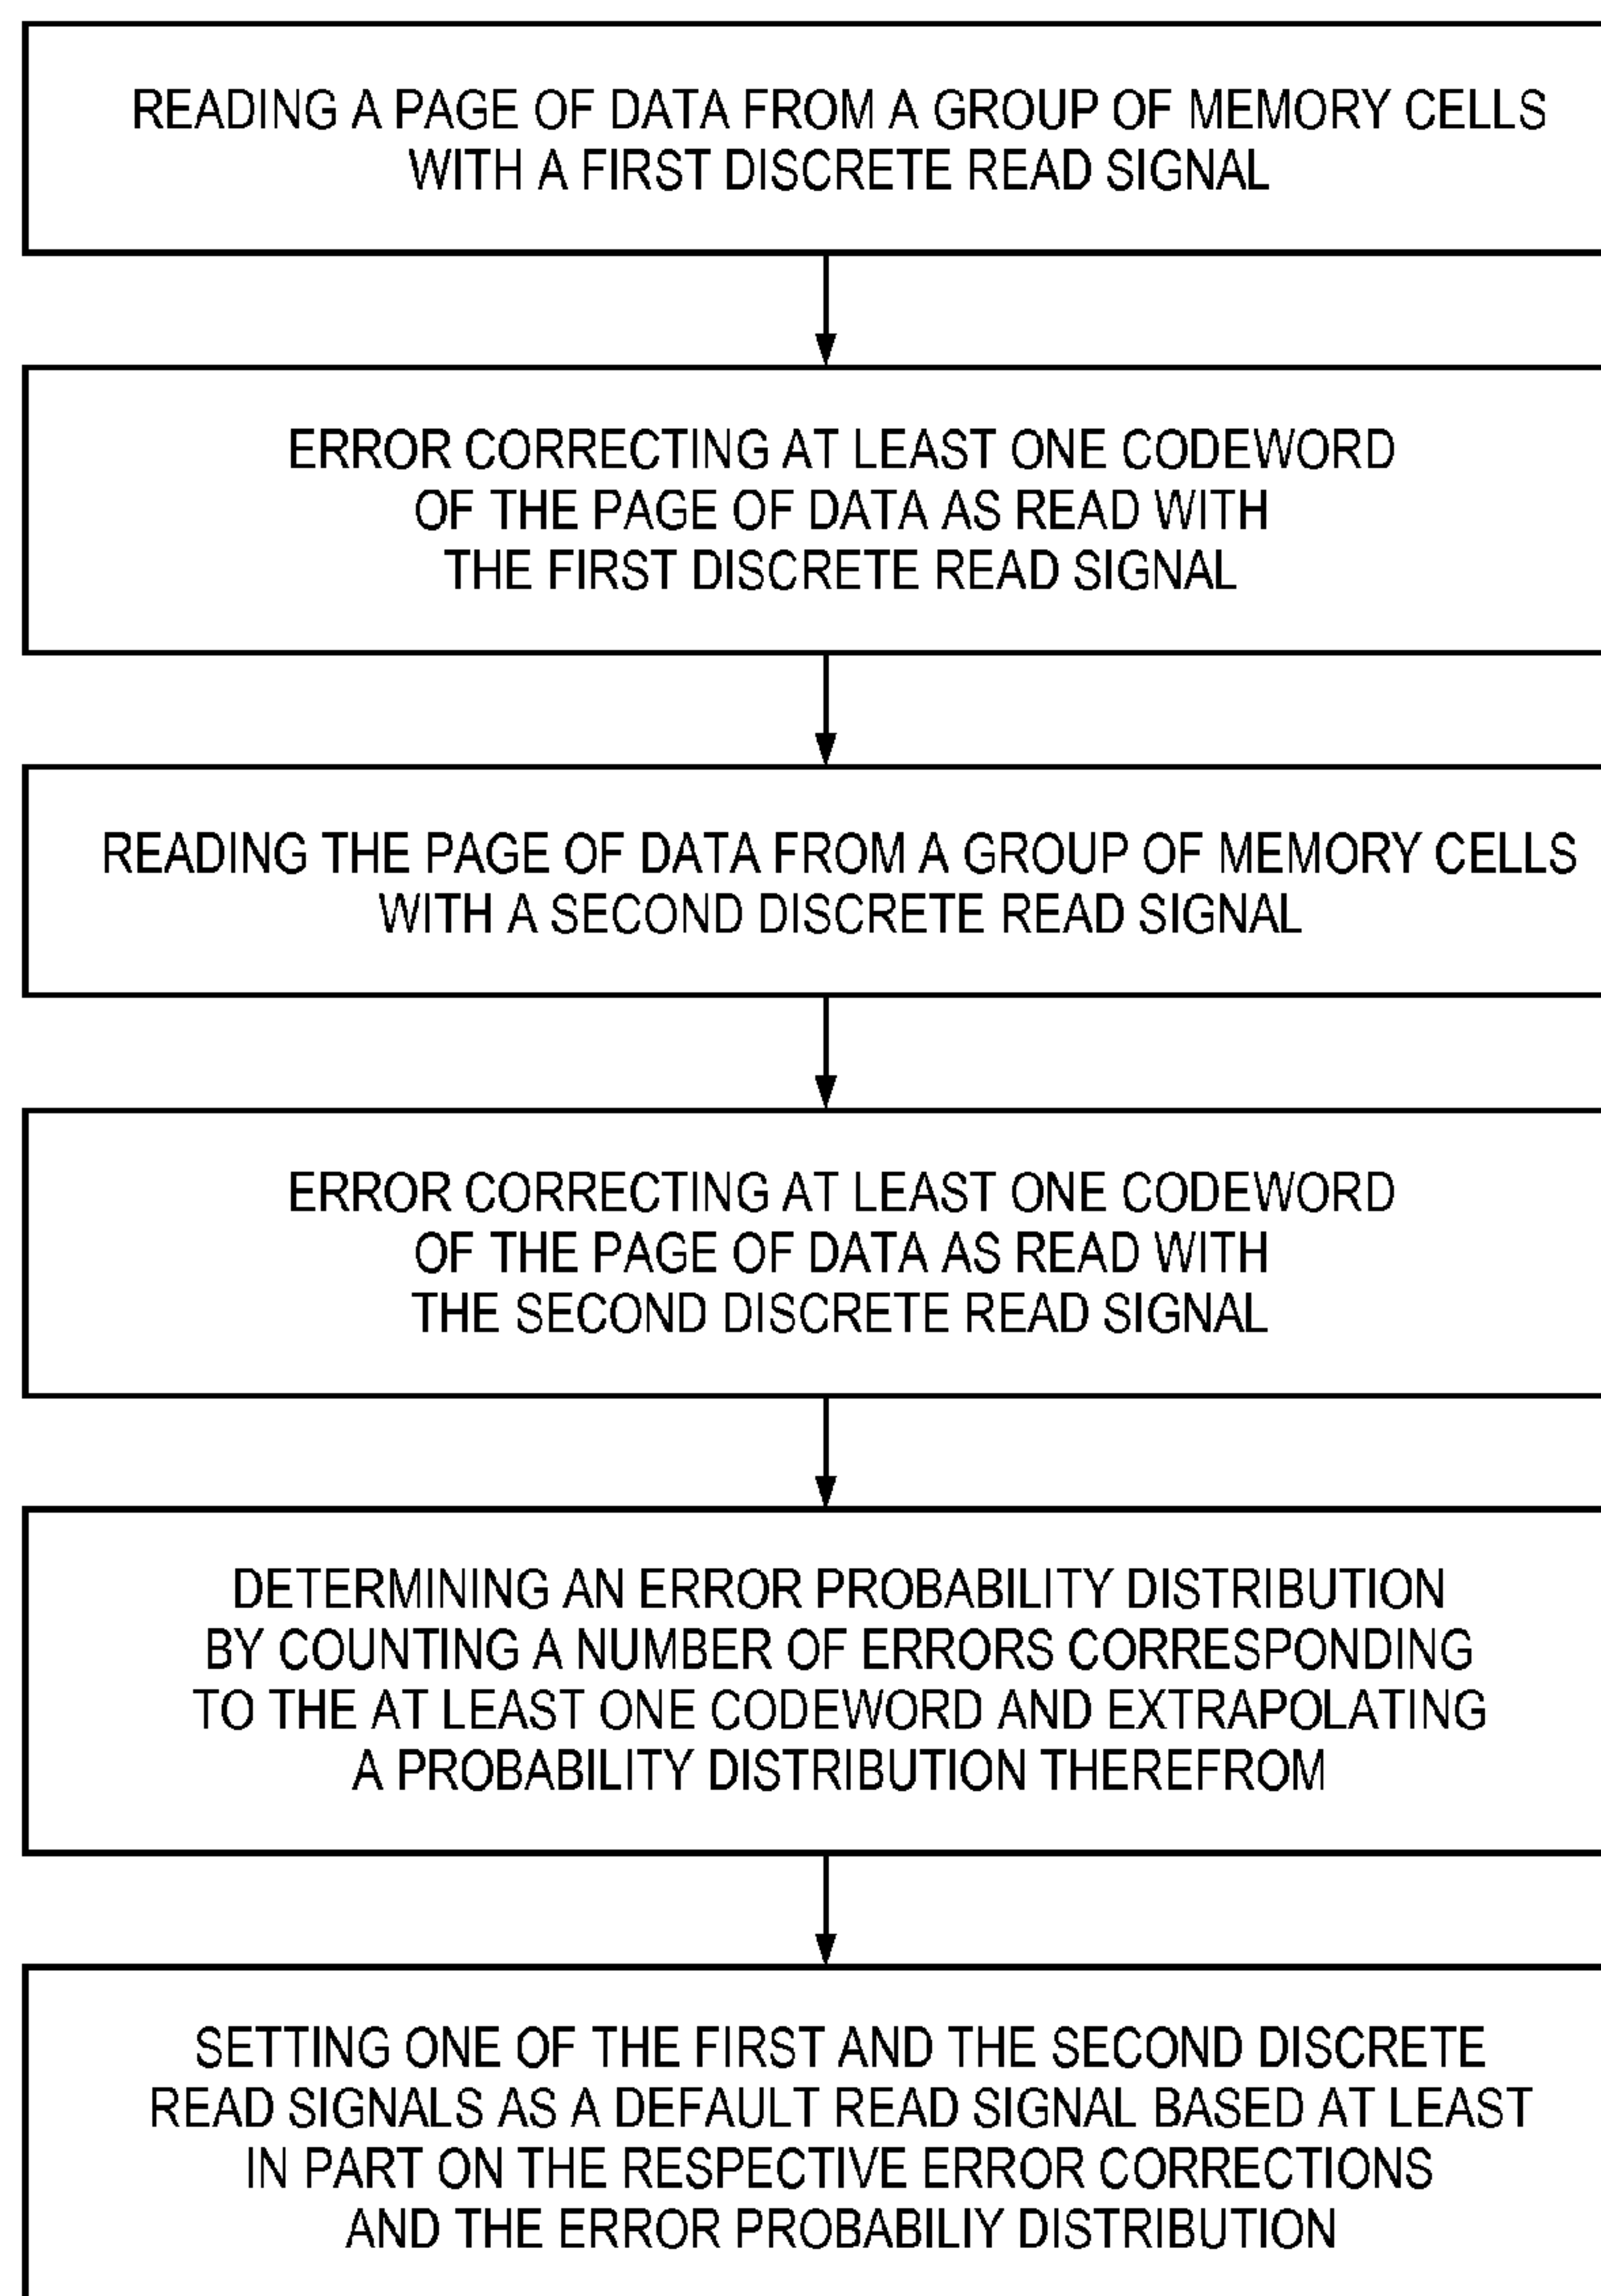 READING A PAGE OF DATA FROM A GROUP OF MEMORY CELLS
WITH A FIRST DISCRETE READ SIGNAL
ERROR CORRECTING AT LEAST ONE CODEWORD
OF THE PAGE OF DATA AS READ WITH
THE FIRST DISCRETE READ SIGNAL
READING THE PAGE OF DATA FROM A GROUP OF MEMORY CELLS
WITH A SECOND DISCRETE READ SIGNAL
ERROR CORRECTING AT LEAST ONE CODEWORD
OF THE PAGE OF DATA AS READ WITH
THE SECOND DISCRETE READ SIGNAL
DETERMINING AN ERROR PROBABILITY DISTRIBUTION
BY COUNTING A NUMBER OF ERRORS CORRESPONDING
TO THE AT LEAST ONE CODEWORD AND EXTRAPOLATING
A PROBABILITY DISTRIBUTION THEREFROM
SETTING ONE OF THE FIRST AND THE SECOND DISCRETE
READ SIGNALS AS A DEFAULT READ SIGNAL BASED AT LEAST
IN PART ON THE RESPECTIVE ERROR CORRECTIONS
AND THE ERROR PROBABILIY DISTRIBUTION